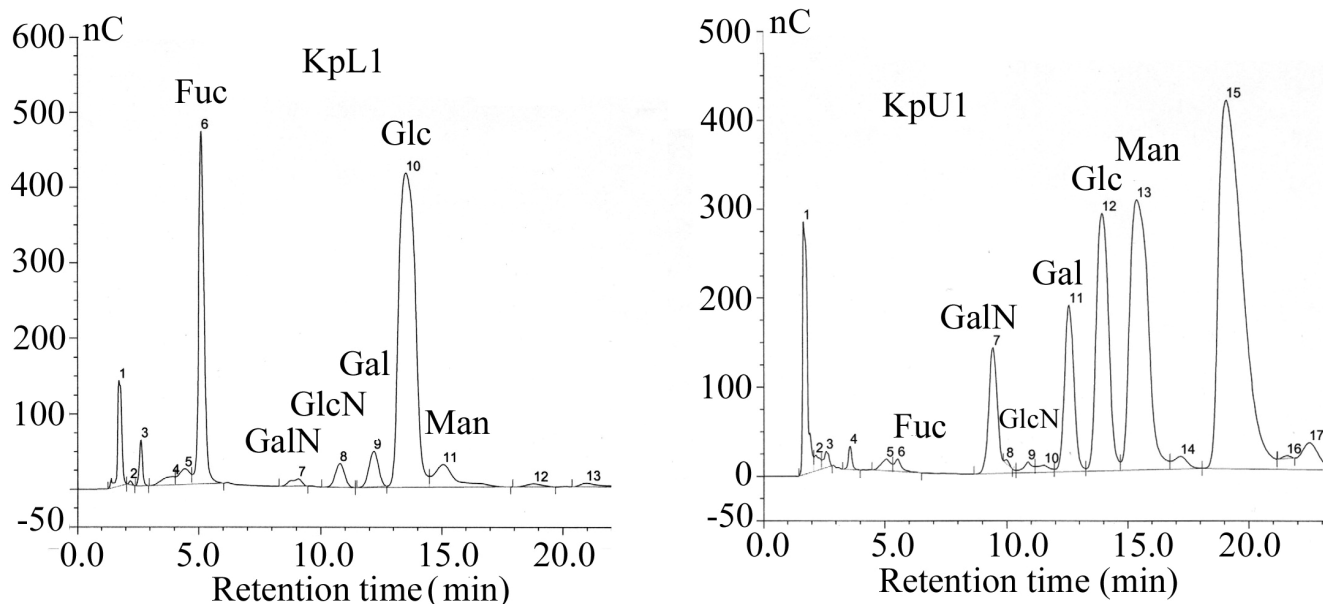 nC
KpL1
600
500
400
300
200
100
-50
0.0 5.0 10.0 15.0 20.0
Retention time (min)
1
2
3
4
5
Fuc
6
GalN
7
GlcN
8
Gal
9
Glc
10
Man
11
12
13
nC
KpU1
500
400
300
200
100
0
-50
0.0 5.0 10.0 15.0 20.0
Retention time (min)
1
2
3
4
5
Fuc
6
GalN
7
8
GlcN
9
10
Gal
11
Glc
12
Man
13
14
15
16
17